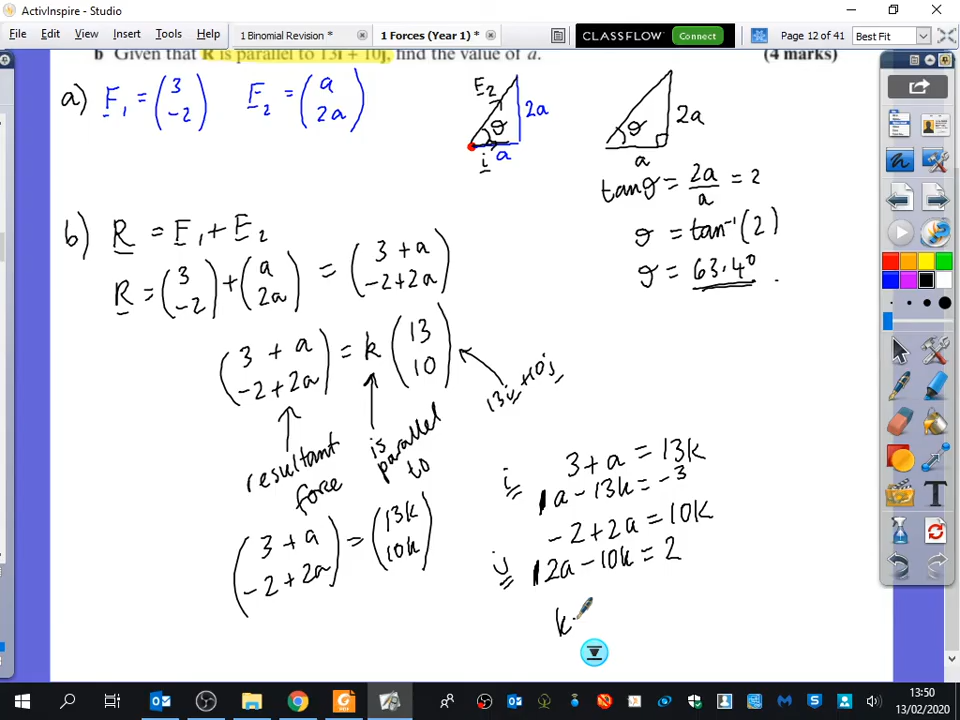 ActivInspire - Studio
File Edit View Insert Tools Help
1 Binomial Revision *
1 Forces (Year 1) *
CLASSFLOW Connect
Page 12 of 41
Best Fit
b Given that R is parallel to 13i + 10j, find the value of a. (4 marks)
a) F₁ = (3 -2) F₂ = (a 2a)
F₂ θ 2a
i a
θ 2a
a
tanθ = 2a/a = 2
θ = tan⁻¹(2)
θ = 63.4°
b) R = F₁ + F₂
R = (3 -2) + (a 2a) = (3 + a -2 + 2a)
(3 + a -2 + 2a) = k (13 10)
13i + 10j
resultant force
is parallel to
(3 + a -2 + 2a) = (13k 10k)
i 3 + a = 13k
a - 13k = -3
-2 + 2a = 10k
j 2a - 10k = 2
k
13:50
13/02/2020